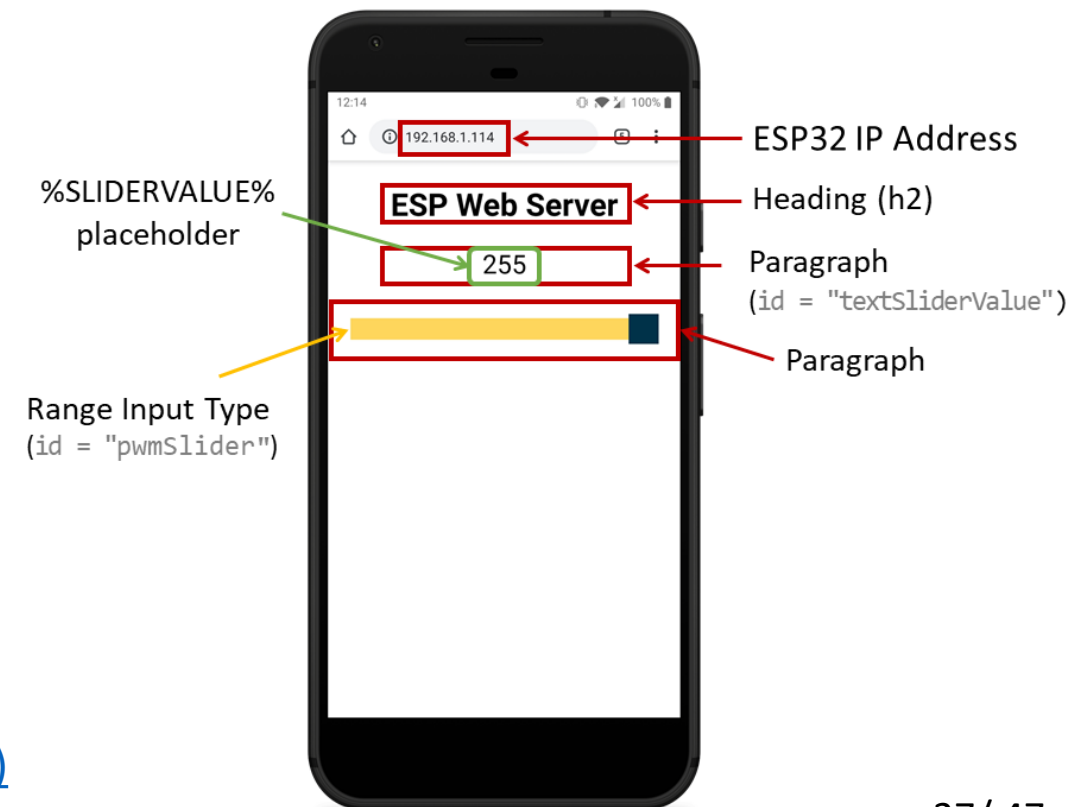 12:14
100%
192.168.1.114
ESP32 IP Address
ESP Web Server
Heading (h2)
%SLIDERVALUE%
placeholder
255
Paragraph
(id = "textSliderValue")
Paragraph
Range Input Type
(id = "pwmSlider")
)